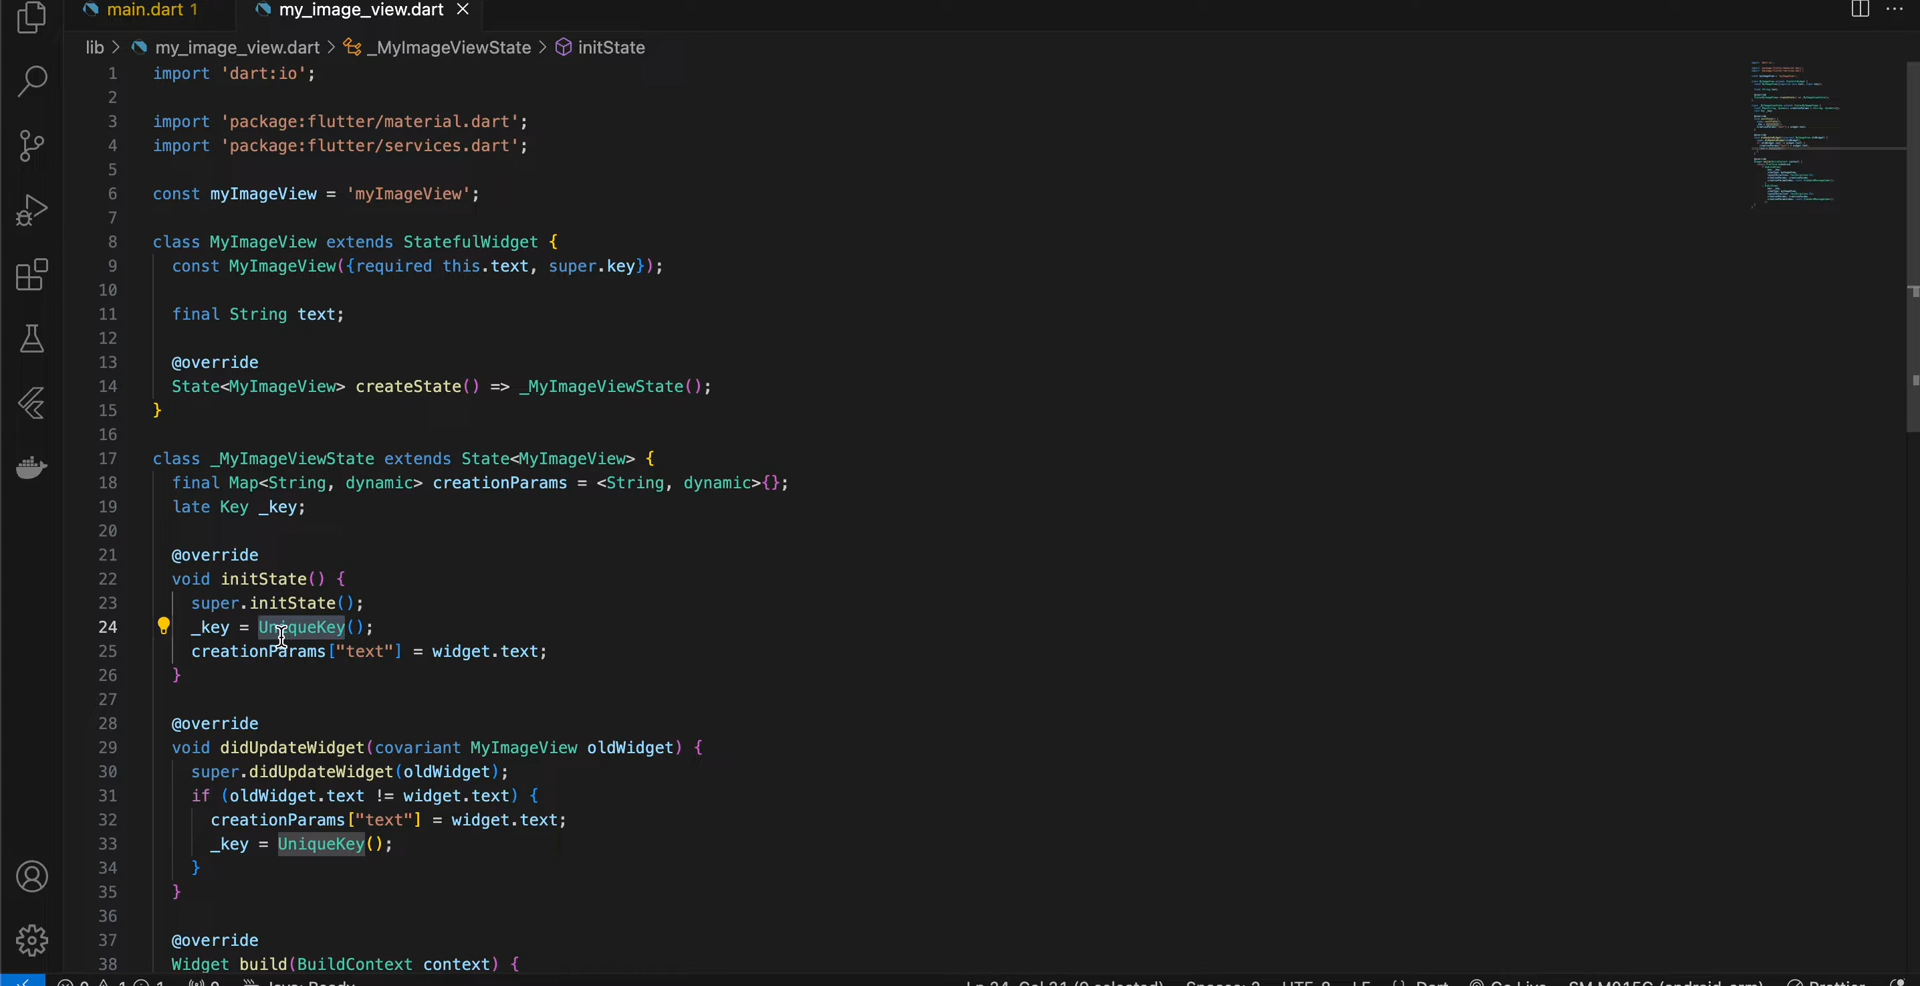 main.dart 1
my_image_view.dart
lib > my_image_view.dart > _MyImageViewState > initState
1 import 'dart:io';
2
3 import 'package:flutter/material.dart';
4 import 'package:flutter/services.dart';
5
6 const myImageView = 'myImageView';
7
8 class MyImageView extends StatefulWidget {
9 const MyImageView({required this.text, super.key});
10
11 final String text;
12
13 @override
14 State<MyImageView> createState() => _MyImageViewState();
15 }
16
17 class _MyImageViewState extends State<MyImageView> {
18 final Map<String, dynamic> creationParams = <String, dynamic>{};
19 late Key _key;
20
21 @override
22 void initState() {
23 super.initState();
24 _key = UniqueKey();
25 creationParams["text"] = widget.text;
26 }
27
28 @override
29 void didUpdateWidget(covariant MyImageView oldWidget) {
30 super.didUpdateWidget(oldWidget);
31 if (oldWidget.text != widget.text) {
32 creationParams["text"] = widget.text;
33 _key = UniqueKey();
34 }
35 }
36
37 @override
38 Widget build(BuildContext context) {